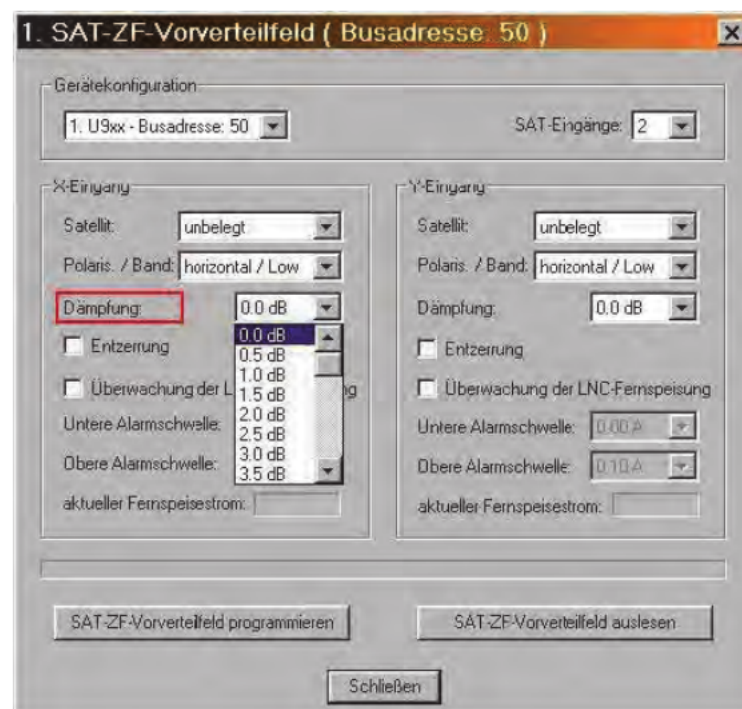 1. SAT-ZF-Vorverteilfeld ( Busadresse: 50 )
Gerätekonfiguration
1. U9xx - Busadresse: 50
SAT-Eingänge: 2
X-Eingang
Satellit: unbelegt
Polaris. / Band: horizontal / Low
Dämpfung: 0.0 dB
0.0 dB
0.5 dB
1.0 dB
1.5 dB
2.0 dB
2.5 dB
3.0 dB
3.5 dB
Entzerrung
Überwachung der L
ng
Untere Alarmschwelle:
Obere Alarmschwelle:
aktueller Fernspeisestrom:
Y-Eingang
Satellit: unbelegt
Polaris. / Band: horizontal / Low
Dämpfung: 0.0 dB
Entzerrung
Überwachung der LNC-Fernspeisung
Untere Alarmschwelle: 0.00 A
Obere Alarmschwelle: 0.10 A
aktueller Fernspeisestrom:
SAT-ZF-Vorverteilfeld programmieren
SAT-ZF-Vorverteilfeld auslesen
Schließen